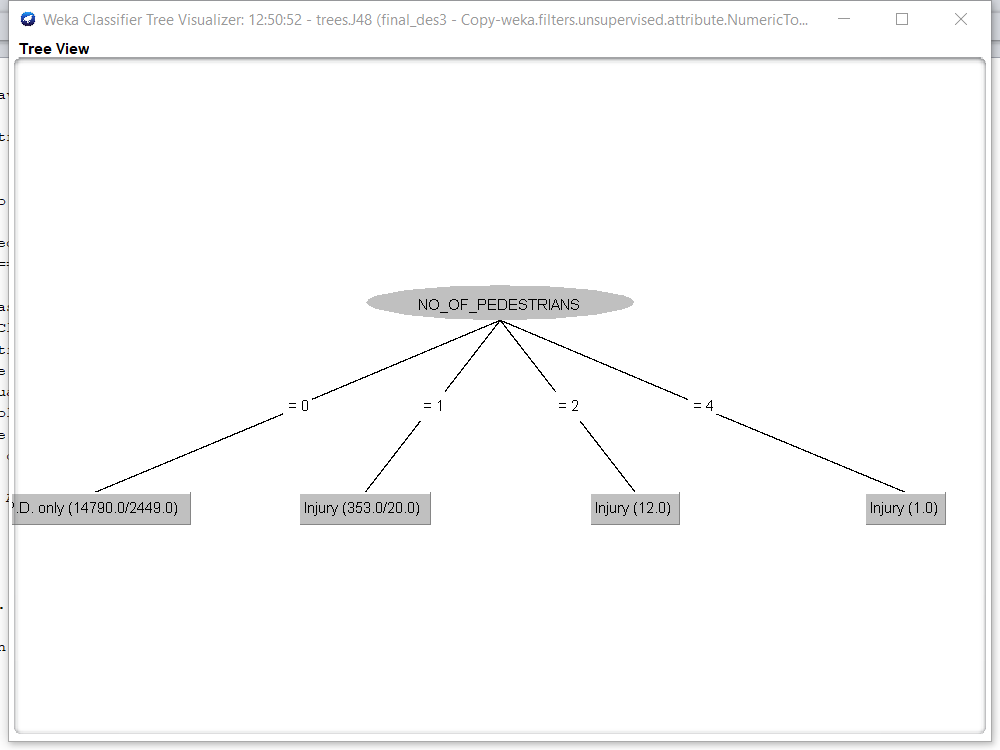 Weka Classifier Tree Visualizer: 12:50:52 - trees.J48 (final_des3 - Copy-weka.filters.unsupervised.attribute.NumericTo...
Tree View
NO_OF_PEDESTRIANS
= 0 = 1 = 2 = 4
.D. only (14790.0/2449.0) Injury (353.0/20.0) Injury (12.0) Injury (1.0)